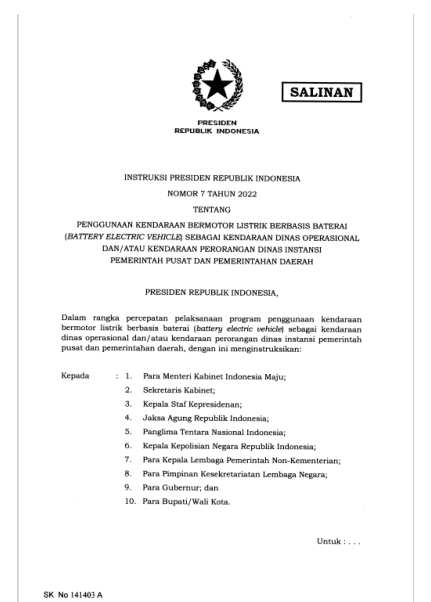 SALINAN
PRESIDEN
REPUBLIK INDONESIA
INSTRUKSI PRESIDEN REPUBLIK INDONESIA
NOMOR 7 TAHUN 2022
TENTANG
PENGGUNAAN KENDARAAN BERMOTOR LISTRIK BERBASIS BATERAI
(BATTERY ELECTRIC VEHICLE) SEBAGAI KENDARAAN DINAS OPERASIONAL
DAN/ATAU KENDARAAN PERORANGAN DINAS INSTANSI
PEMERINTAH PUSAT DAN PEMERINTAHAN DAERAH
PRESIDEN REPUBLIK INDONESIA,
Dalam rangka percepatan pelaksanaan program penggunaan kendaraan
bermotor listrik berbasis baterai (battery electric vehicle) sebagai kendaraan
dinas operasional dan/atau kendaraan perorangan dinas instansi pemerintah
pusat dan pemerintahan daerah, dengan ini menginstruksikan:
Kepada : 1. Para Menteri Kabinet Indonesia Maju;
2. Sekretaris Kabinet;
3. Kepala Staf Kepresidenan;
4. Jaksa Agung Republik Indonesia;
5. Panglima Tentara Nasional Indonesia;
6. Kepala Kepolisian Negara Republik Indonesia;
7. Para Kepala Lembaga Pemerintah Non-Kementerian;
8. Para Pimpinan Kesekretariatan Lembaga Negara;
9. Para Gubernur; dan
10. Para Bupati/Wali Kota.
Untuk : . . .
SK No 141403 A